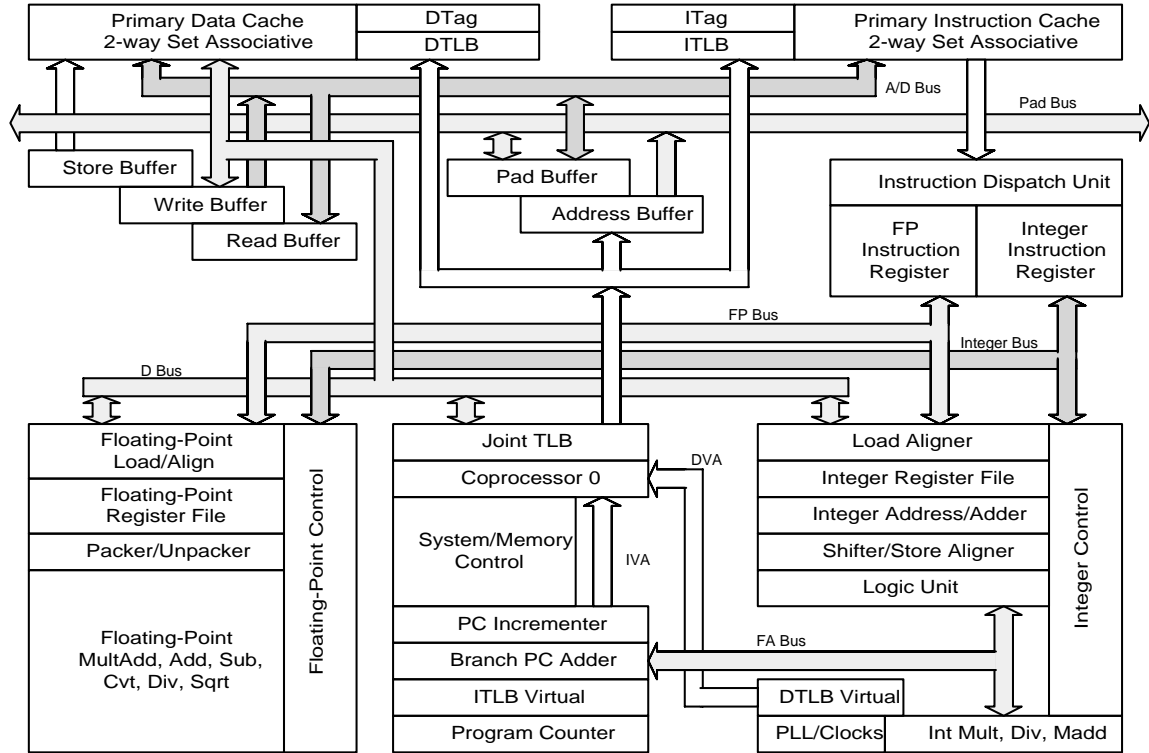 Primary Data Cache
2-way Set Associative
DTag
DTLB
ITag
ITLB
Primary Instruction Cache
2-way Set Associative
A/D Bus
Pad Bus
Store Buffer
Write Buffer
Read Buffer
Pad Buffer
Address Buffer
Instruction Dispatch Unit
FP
Instruction
Register
Integer
Instruction
Register
FP Bus
Integer Bus
D Bus
Floating-Point
Load/Align
Floating-Point
Register File
Packer/Unpacker
Floating-Point
MultAdd, Add, Sub,
Cvt, Div, Sqrt
Floating-Point Control
Joint TLB
Coprocessor 0
System/Memory
Control
PC Incrementer
Branch PC Adder
ITLB Virtual
Program Counter
DVA
IVA
FA Bus
Load Aligner
Integer Register File
Integer Address/Adder
Shifter/Store Aligner
Logic Unit
Integer Control
DTLB Virtual
PLL/Clocks
Int Mult, Div, Madd